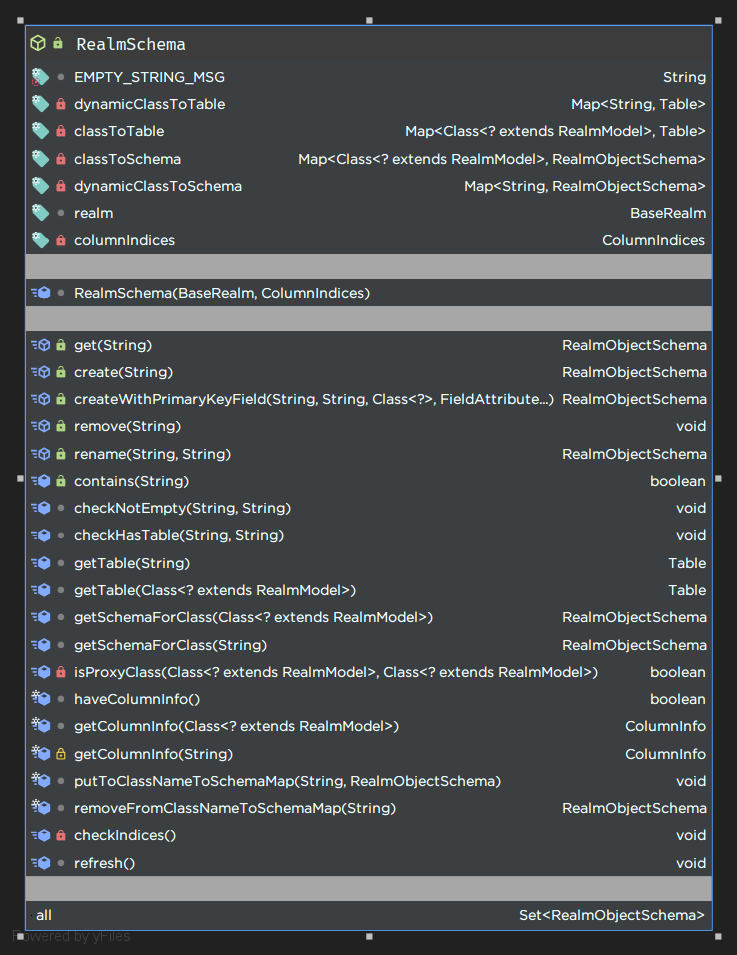 RealmSchema
EMPTY_STRING_MSG String
dynamicClassToTable Map<String, Table>
classToTable Map<Class<? extends RealmModel>, Table>
classToSchema Map<Class<? extends RealmModel>, RealmObjectSchema>
dynamicClassToSchema Map<String, RealmObjectSchema>
realm BaseRealm
columnIndices ColumnIndices
RealmSchema(BaseRealm, ColumnIndices)
get(String) RealmObjectSchema
create(String) RealmObjectSchema
createWithPrimaryKeyField(String, String, Class<?>, FieldAttribute...) RealmObjectSchema
remove(String) void
rename(String, String) RealmObjectSchema
contains(String) boolean
checkNotEmpty(String, String) void
checkHasTable(String, String) void
getTable(String) Table
getTable(Class<? extends RealmModel>) Table
getSchemaForClass(Class<? extends RealmModel>) RealmObjectSchema
getSchemaForClass(String) RealmObjectSchema
isProxyClass(Class<? extends RealmModel>, Class<? extends RealmModel>) boolean
haveColumnInfo() boolean
getColumnInfo(Class<? extends RealmModel>) ColumnInfo
getColumnInfo(String) ColumnInfo
putToClassNameToSchemaMap(String, RealmObjectSchema) void
removeFromClassNameToSchemaMap(String) RealmObjectSchema
checkIndices() void
refresh() void
all Set<RealmObjectSchema>
Powered by yFiles